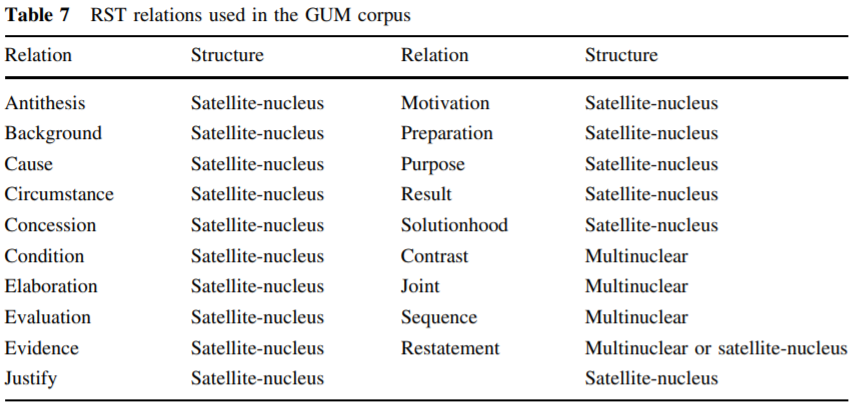 Table 7 RST relations used in the GUM corpus
Relation Structure Relation Structure
Antithesis Satellite-nucleus Motivation Satellite-nucleus
Background Satellite-nucleus Preparation Satellite-nucleus
Cause Satellite-nucleus Purpose Satellite-nucleus
Circumstance Satellite-nucleus Result Satellite-nucleus
Concession Satellite-nucleus Solutionhood Satellite-nucleus
Condition Satellite-nucleus Contrast Multinuclear
Elaboration Satellite-nucleus Joint Multinuclear
Evaluation Satellite-nucleus Sequence Multinuclear
Evidence Satellite-nucleus Restatement Multinuclear or satellite-nucleus
Justify Satellite-nucleus Satellite-nucleus